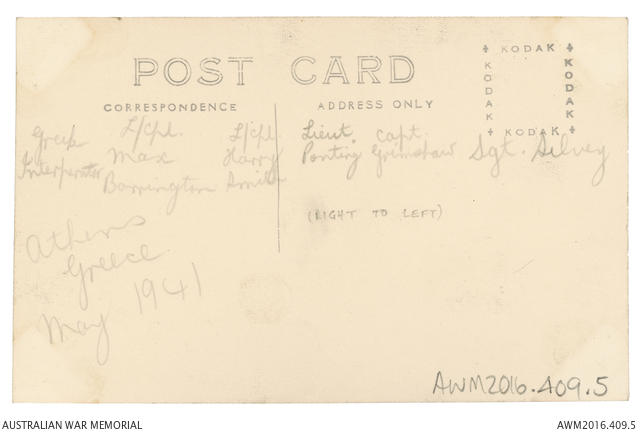 POST CARD
KODAK
KODAK
KODAK
KODAK
CORRESPONDENCE
ADDRESS ONLY
Greek L/cpl. L/cpl. Lieut. Capt.
Interperator Max Harry Ponting Grimshaw Sgt. Silvey
Barrington Smith
(RIGHT TO LEFT)
Athens
Greece
May 1941
AWM2016.409.5
AUSTRALIAN WAR MEMORIAL
AWM2016.409.5